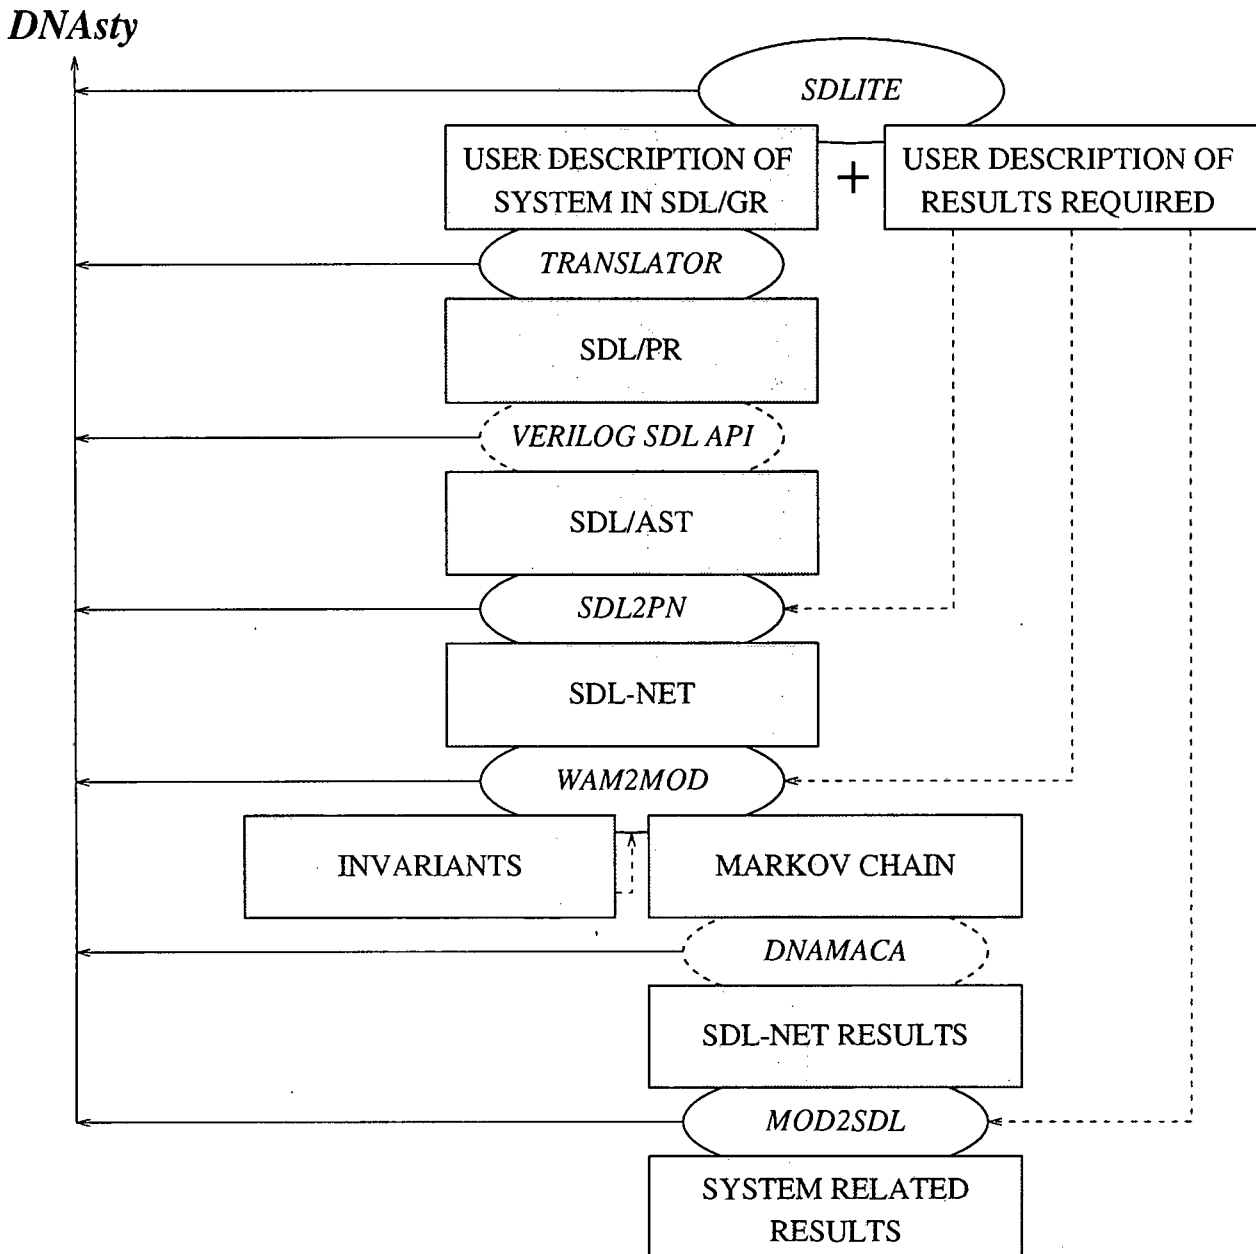 DNAsty
SDLITE
USER DESCRIPTION OF
SYSTEM IN SDL/GR
+
USER DESCRIPTION OF
RESULTS REQUIRED
TRANSLATOR
SDL/PR
VERILOG SDL API
SDL/AST
SDL2PN
SDL-NET
WAM2MOD
INVARIANTS
MARKOV CHAIN
DNAMACA
SDL-NET RESULTS
MOD2SDL
SYSTEM RELATED
RESULTS